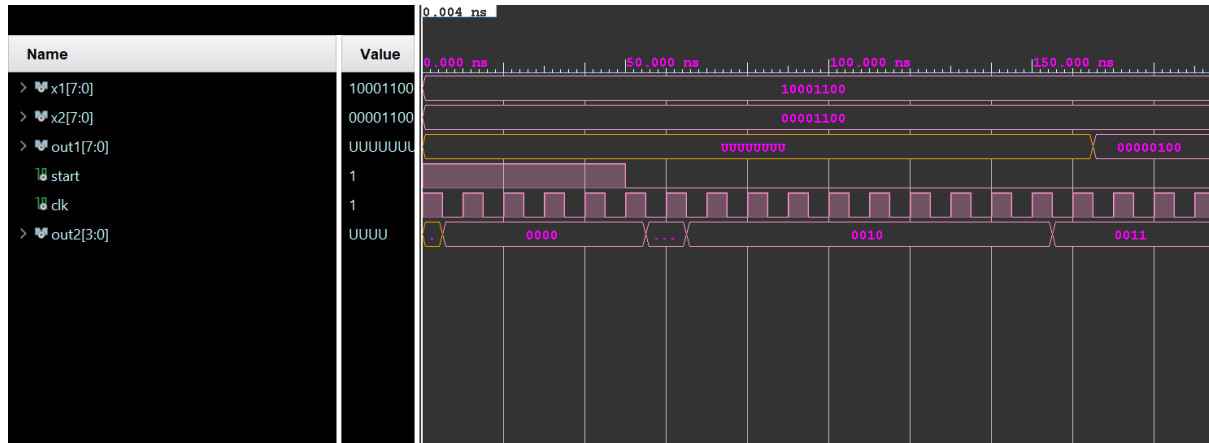 0.004 ns
Name Value
0.000 ns 50.000 ns 100.000 ns 150.000 ns
x1[7:0] 10001100 10001100
x2[7:0] 00001100 00001100
out1[7:0] UUUUUUU UUUUUUUU 00000100
start 1
clk 1
out2[3:0] UUUU . 0000 ... 0010 0011